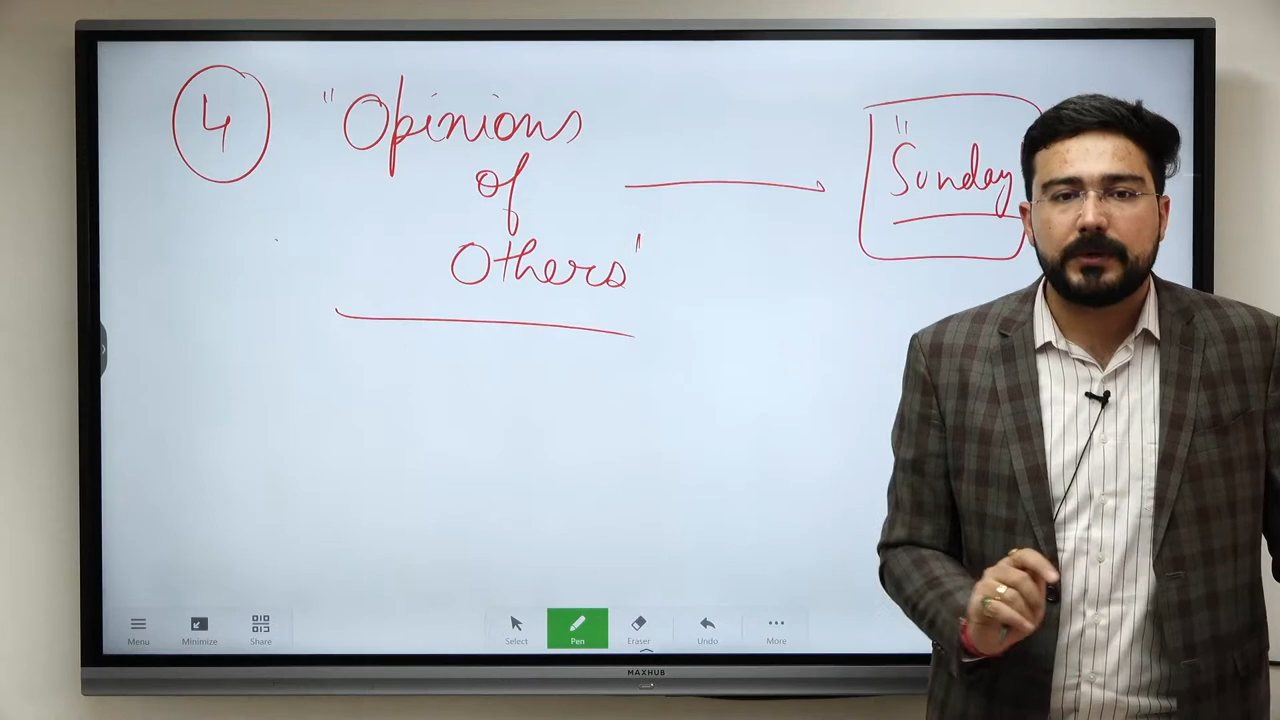 4
"Opinions
of
Others"
"Sunday
Menu
Minimize
Share
Select
Pen
Eraser
Undo
More
MAXHUB